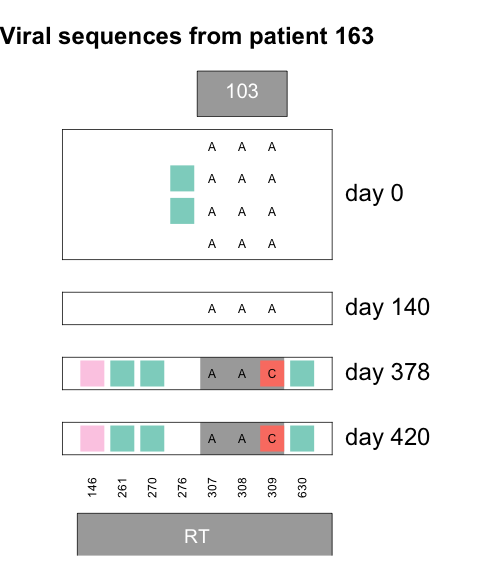 Viral sequences from patient 163
103
A A A
A A A
day 0
A A A
A A A
A A A day 140
A A C day 378
A A C day 420
146 261 270 276 307 308 309 630
RT